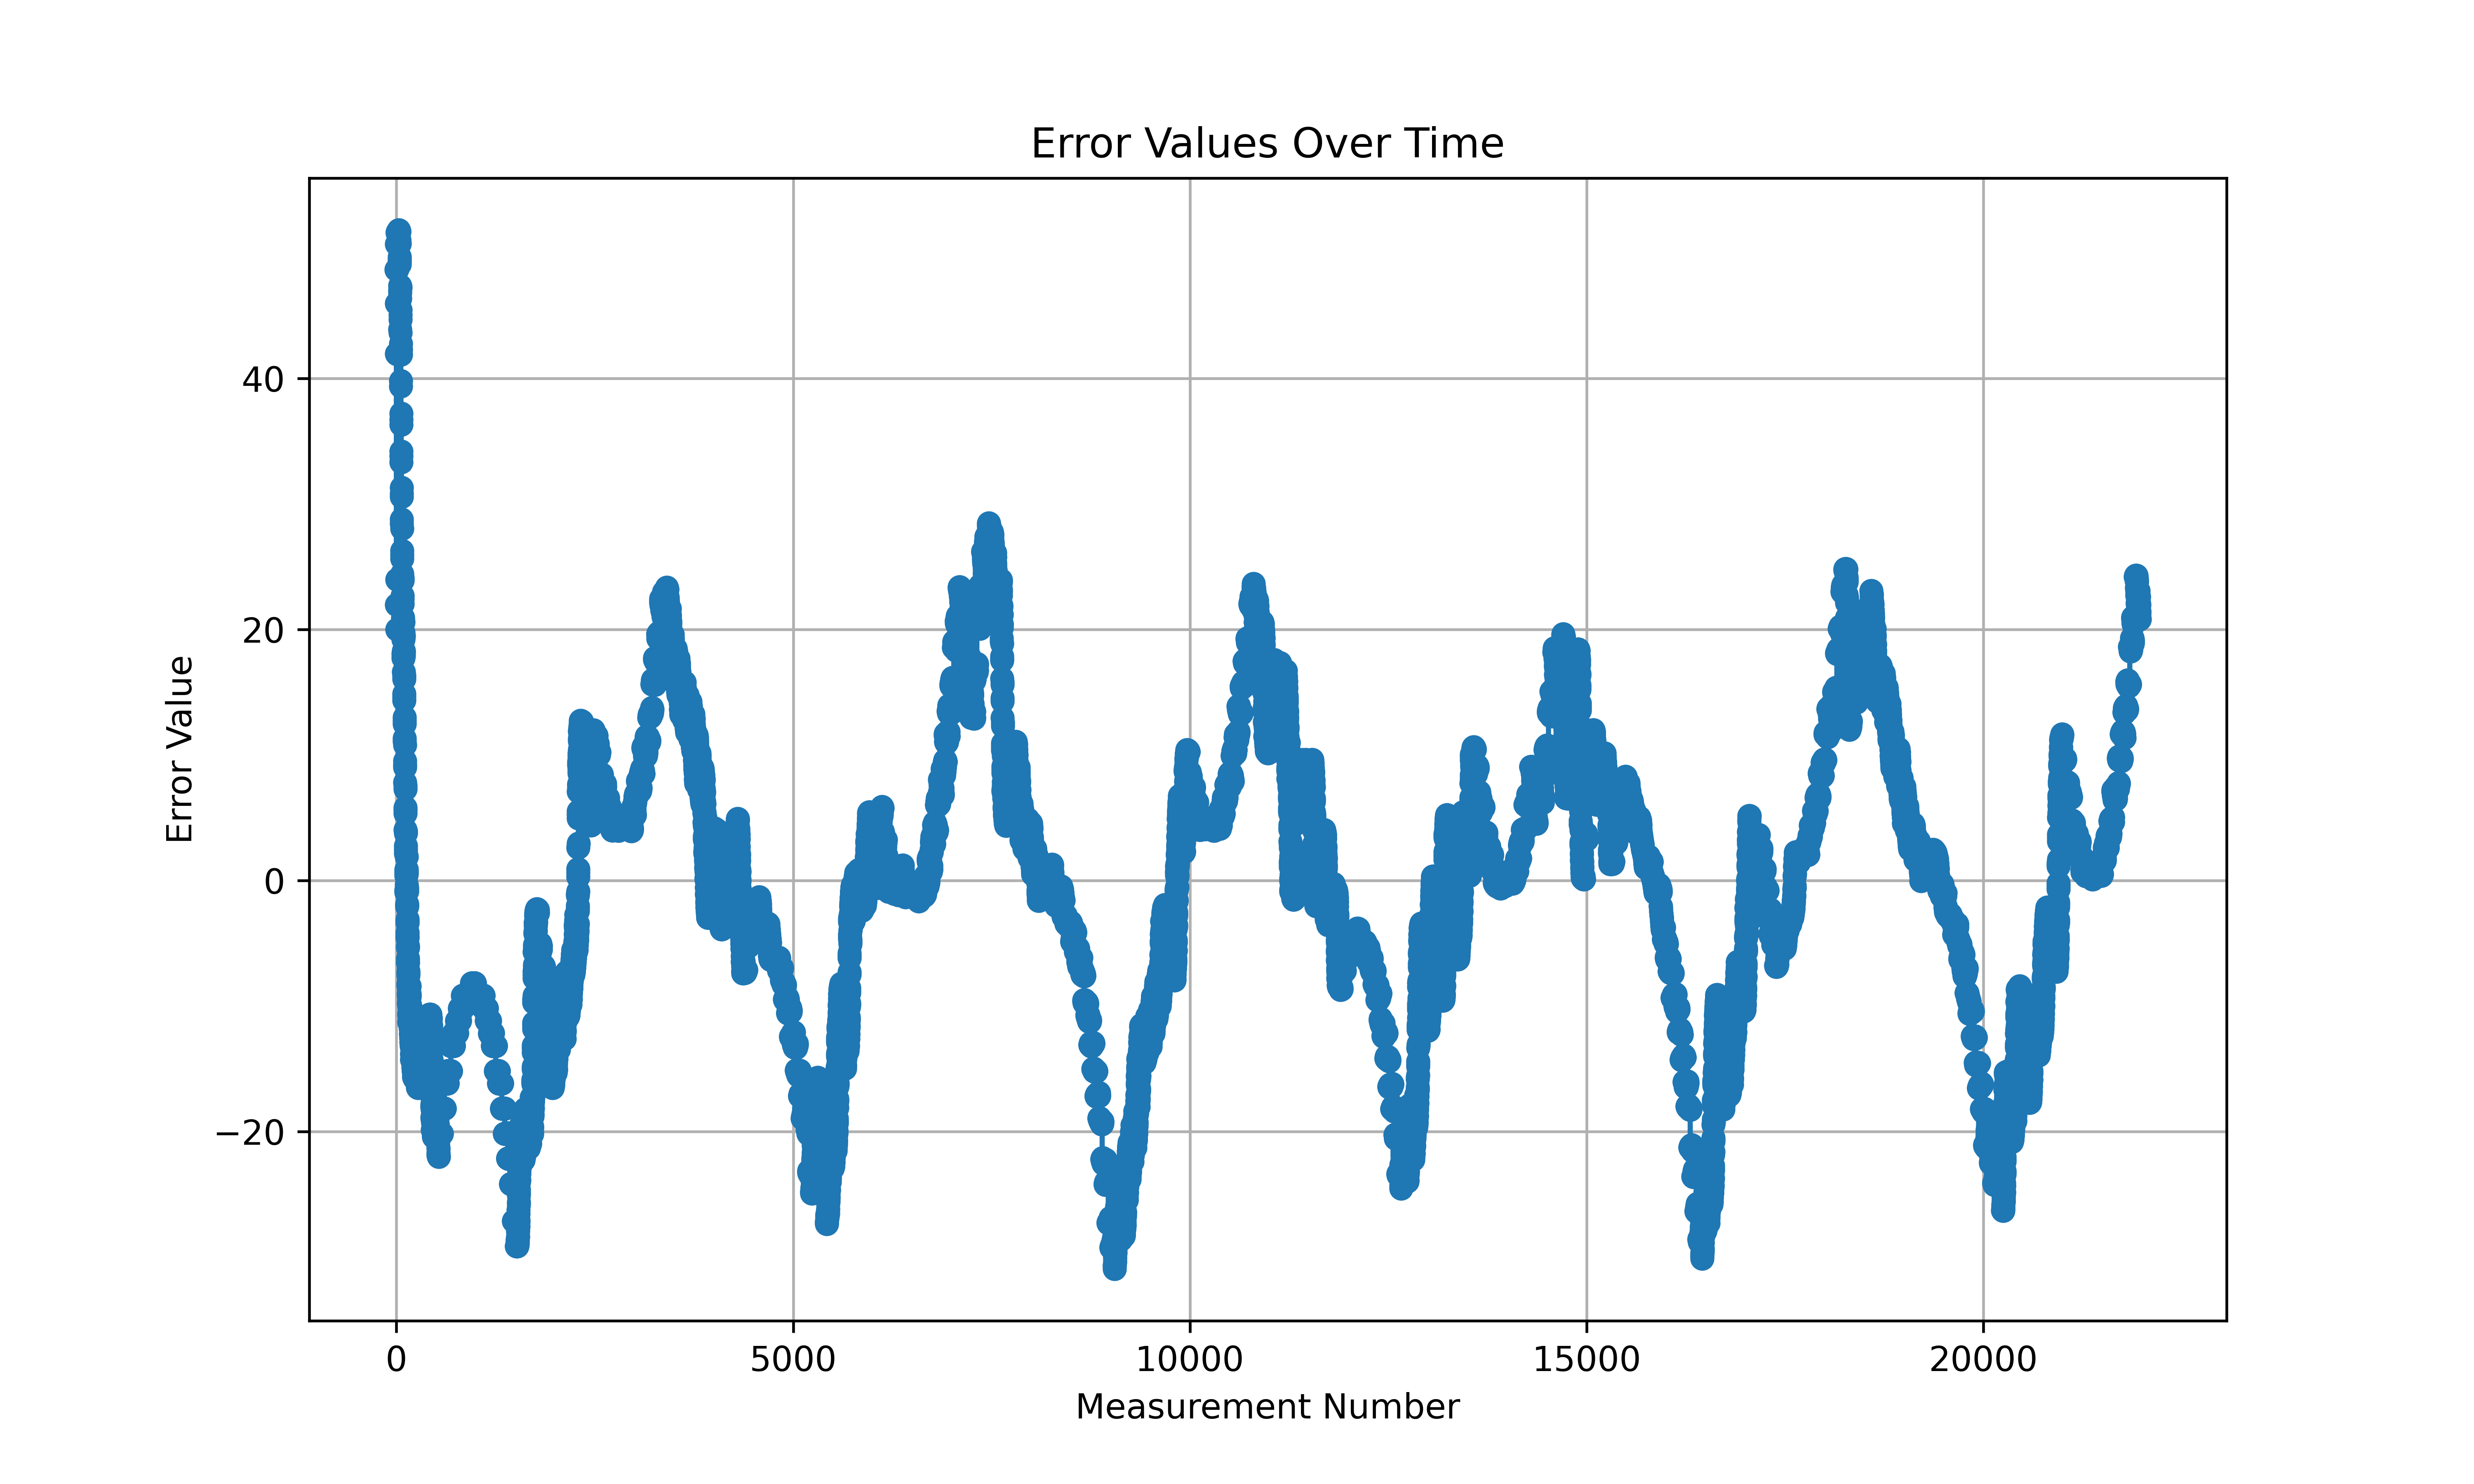 Error Values Over Time
Error Value
40
20
0
−20
0 5000 10000 15000 20000
Measurement Number